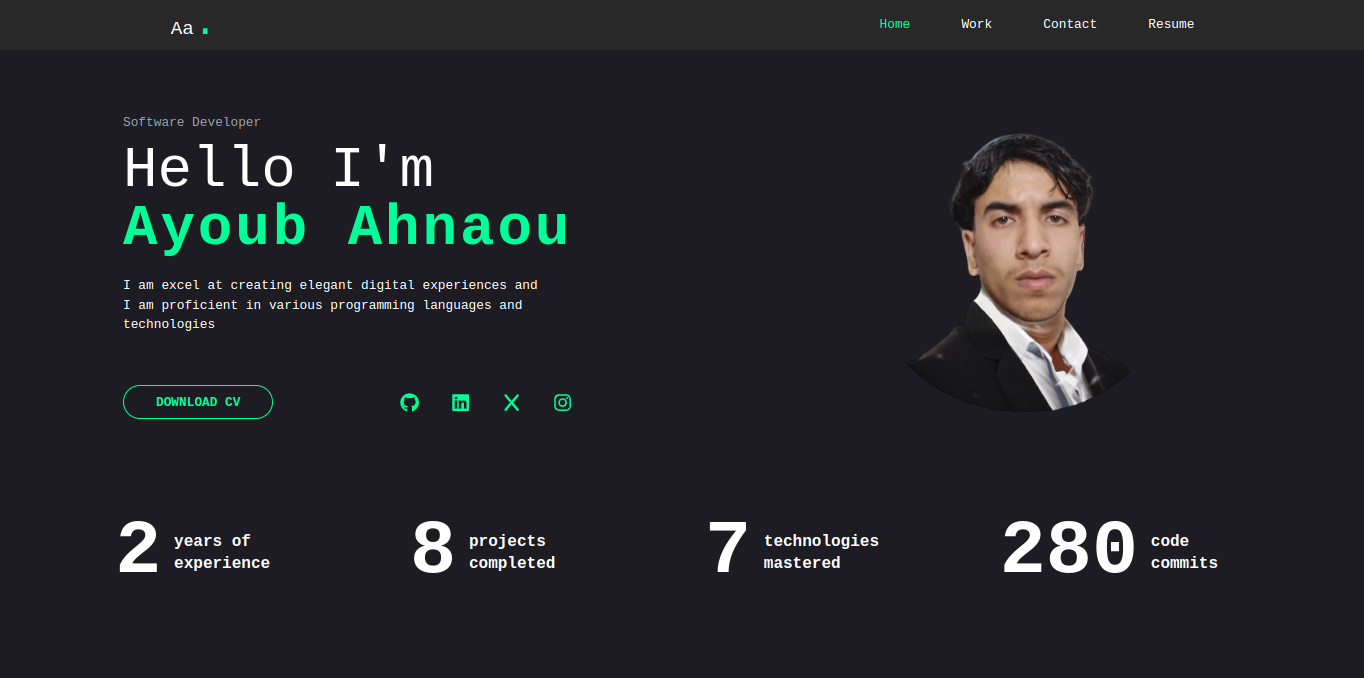 Aa.
Home Work Contact Resume
Software Developer
Hello I'm
Ayoub Ahnaou
I am excel at creating elegant digital experiences and
I am proficient in various programming languages and
technologies
DOWNLOAD CV
2 years of
experience
8 projects
completed
7 technologies
mastered
280 code
commits